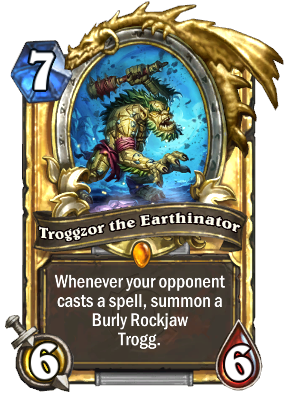 7
Troggzor the Earthinator
Whenever your opponent
casts a spell, summon a
Burly Rockjaw
Trogg.
6
6